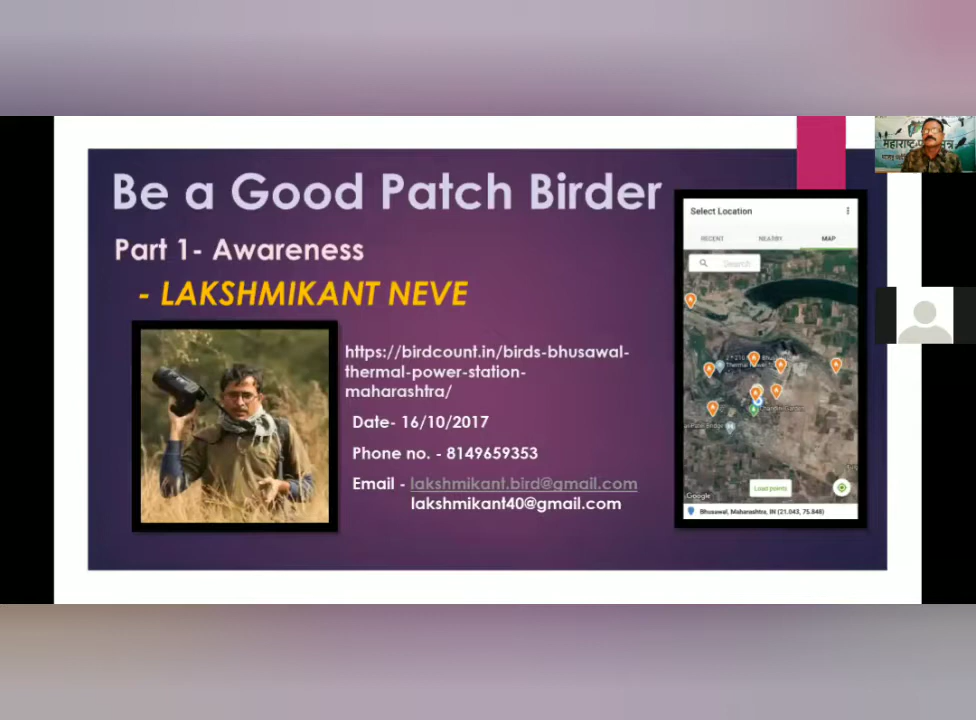 Be a Good Patch Birder
Part 1- Awareness
- LAKSHMIKANT NEVE
https://birdcount.in/birds-bhusawal-
thermal-power-station-
maharashtra/
Date- 16/10/2017
Phone no. - 8149659353
Email - lakshmikant.bird@gmail.com
lakshmikant40@gmail.com
Select Location
RECENT NEARBY MAP
Search
Load points
Google
Bhusawal, Maharashtra, IN (21.043, 75.848)